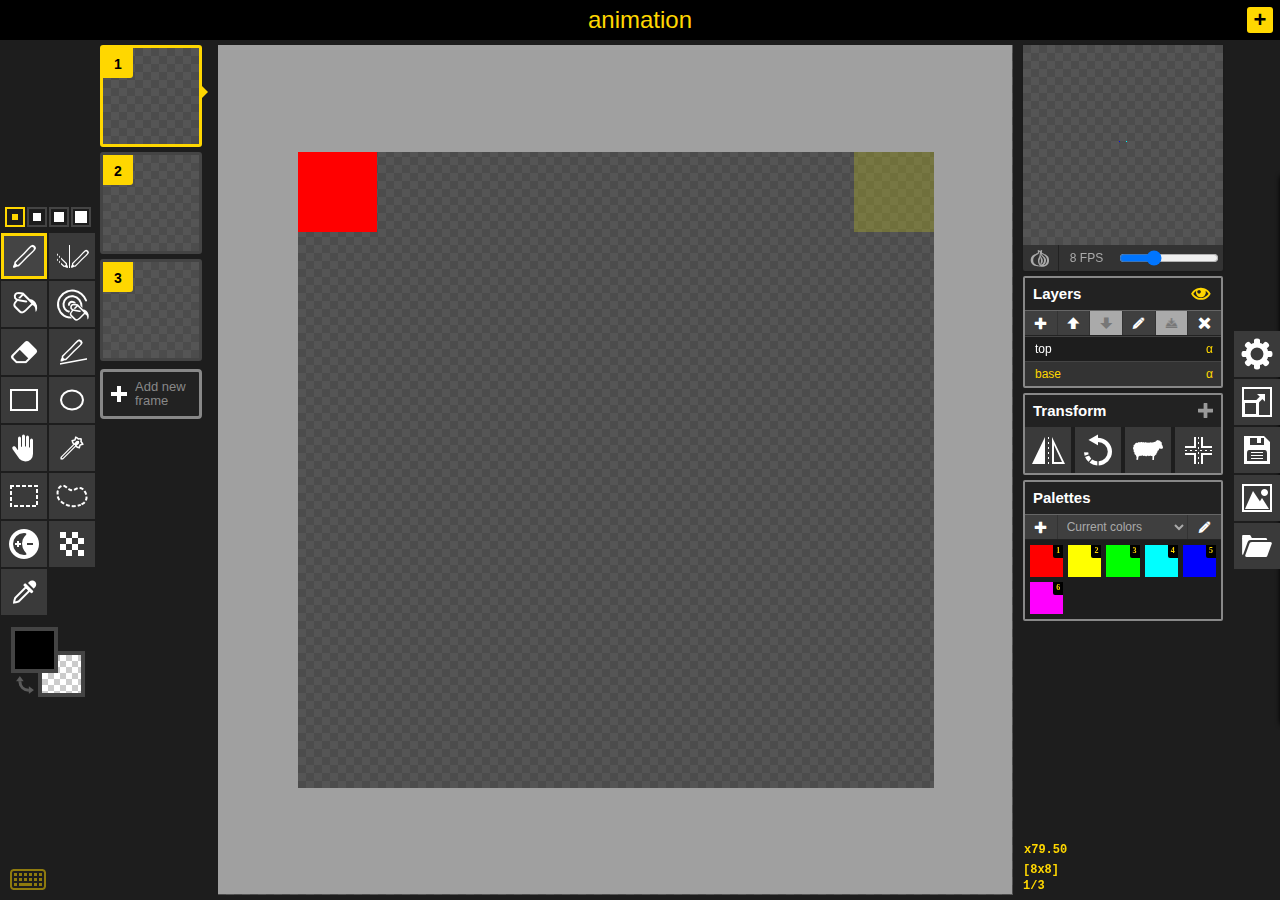 animation
1
2
3
Add new
frame
8 FPS
Layers
top α
base α
Transform
Palettes
Current colors
1 2 3 4 5
6
x79.50
[8x8]
1/3